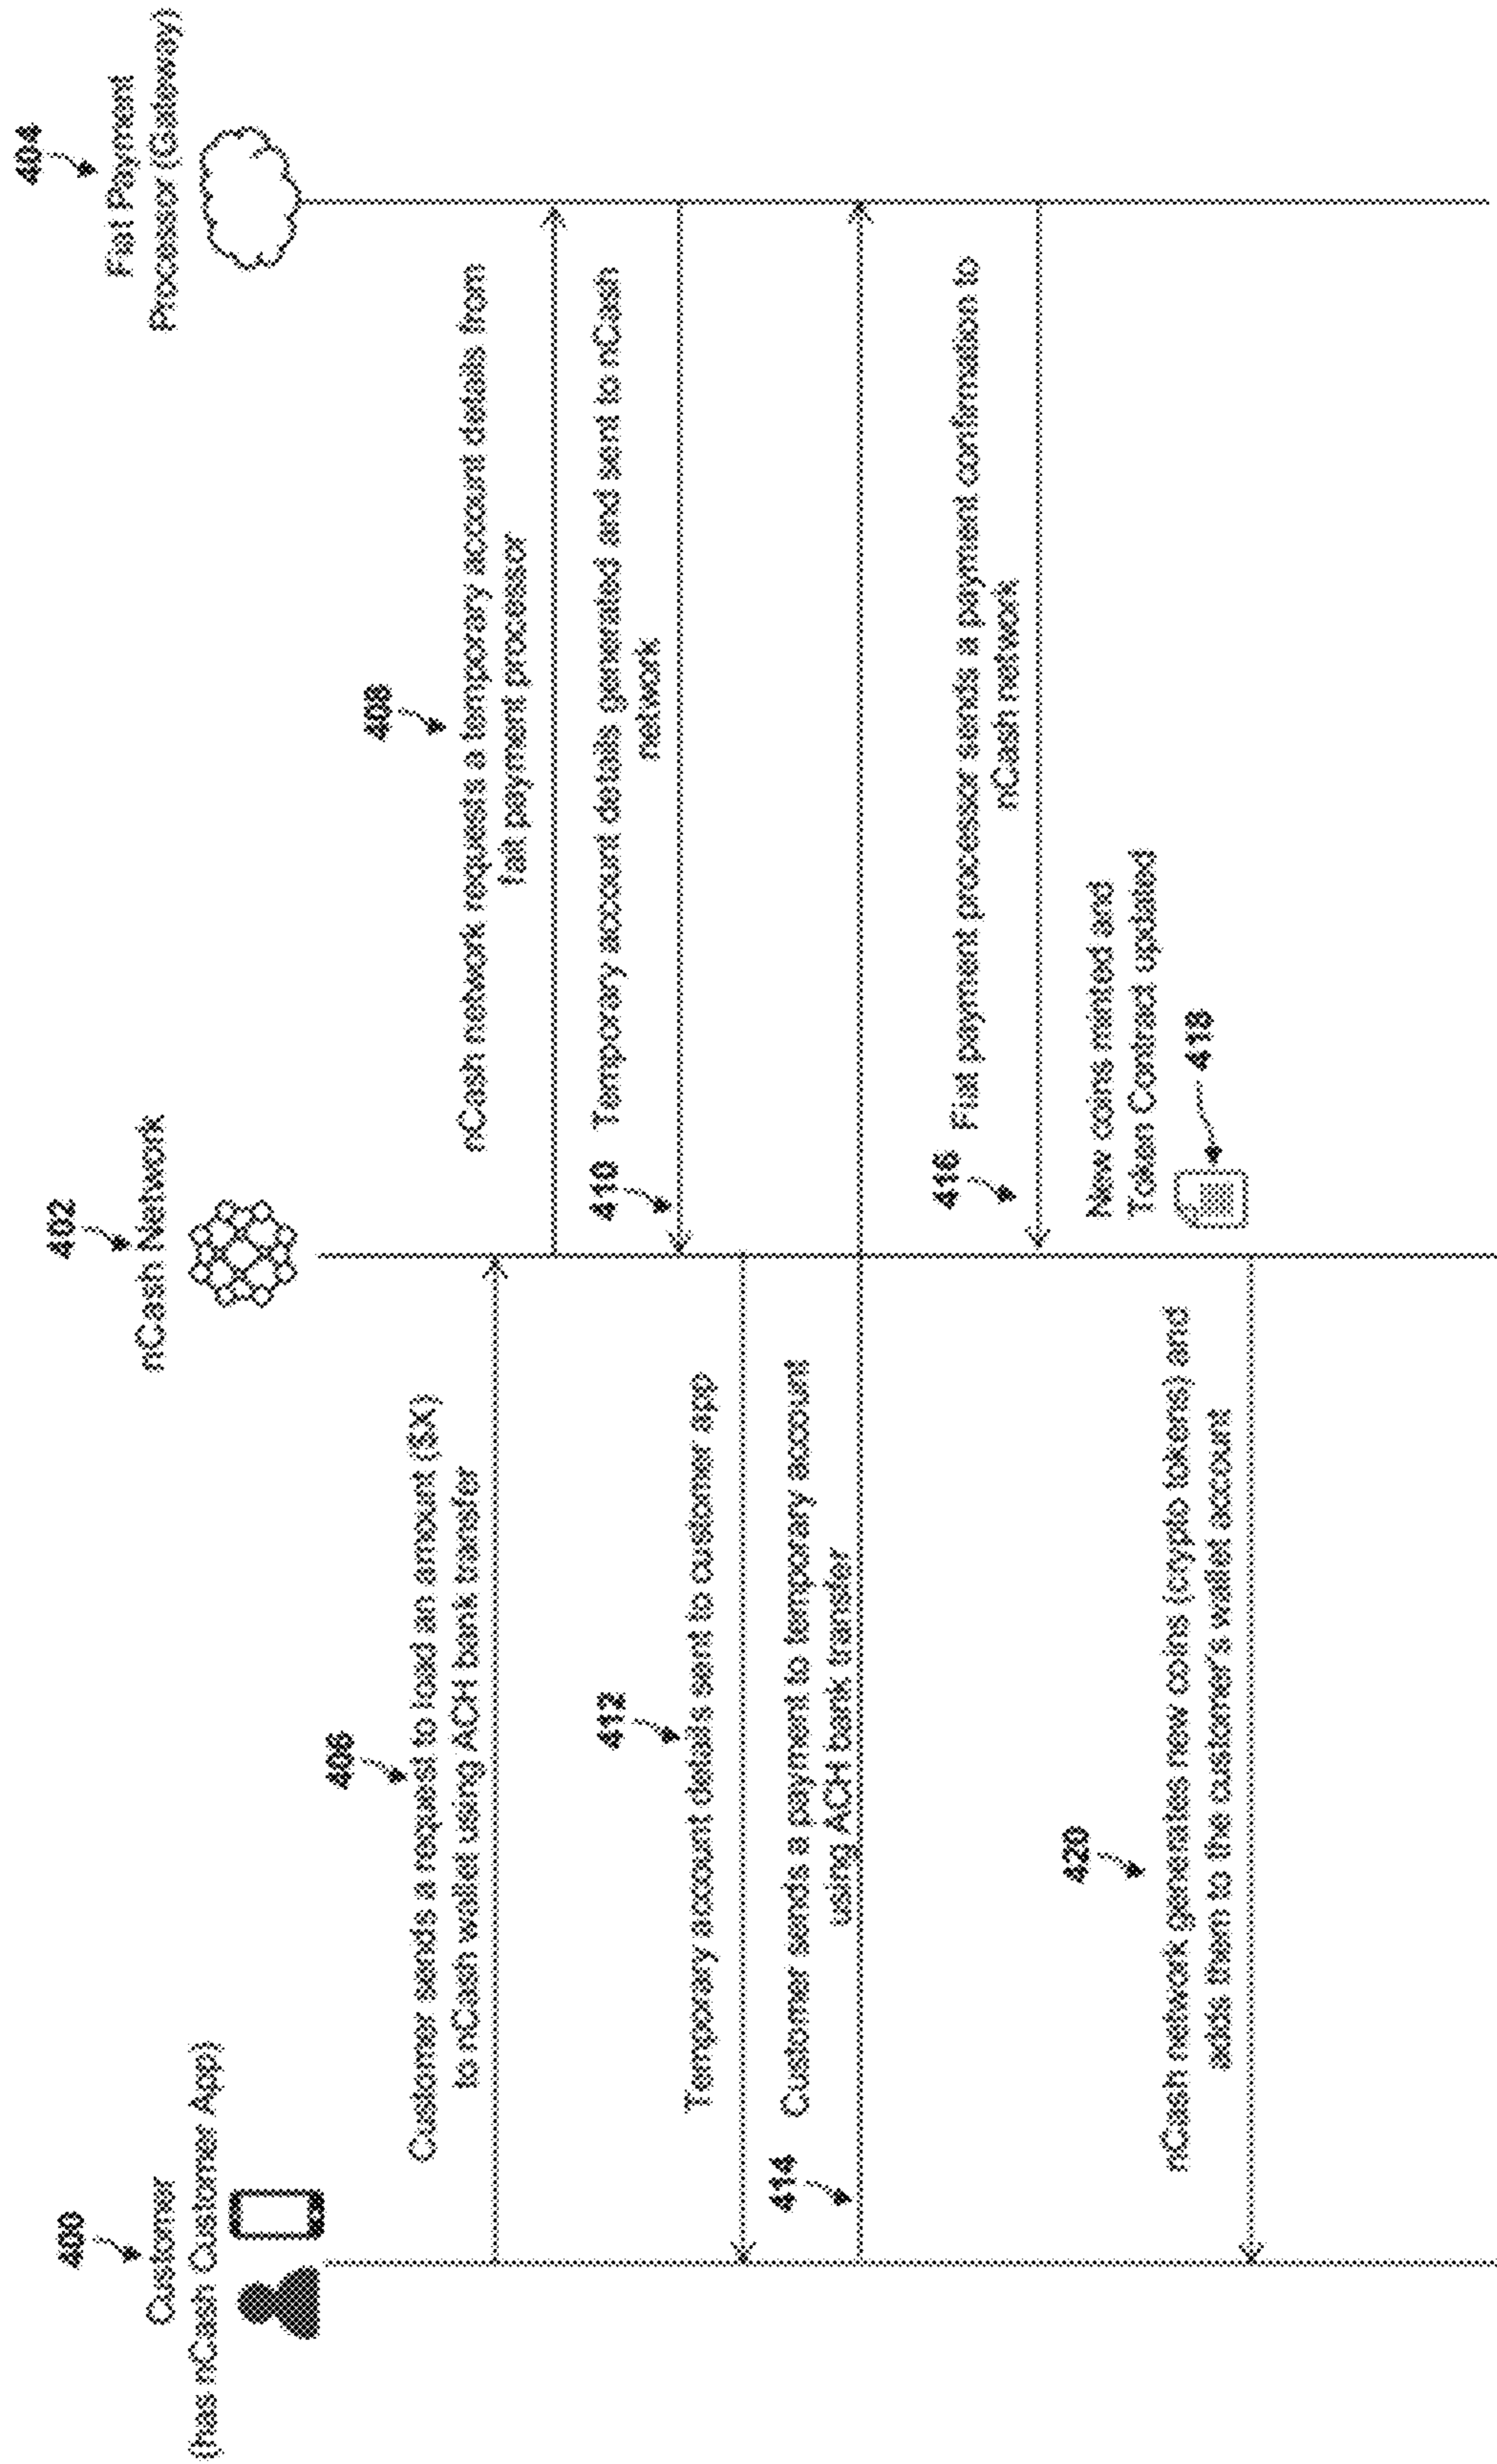 400
Customer
(has nCash Customer App)
402
nCash Network
404
Fiat Payment
Processor (Gateway)
406
Customer sends a request to load an amount ($X)
to nCash wallet using ACH bank transfer
408
nCash network requests a temporary account details from
fait payment processor
410
Temporary account details generated and sent to nCash
network
412
Temporary account details sent to customer app
414
Customer sends a payment to temporary account
using ACH bank transfer
416
Fiat payment processor sends a payment confirmation to
nCash network
New coins minted and
Token Contract updated
418
420
nCash network generates new coins (crypto tokens) and
adds them to the customer's wallet account